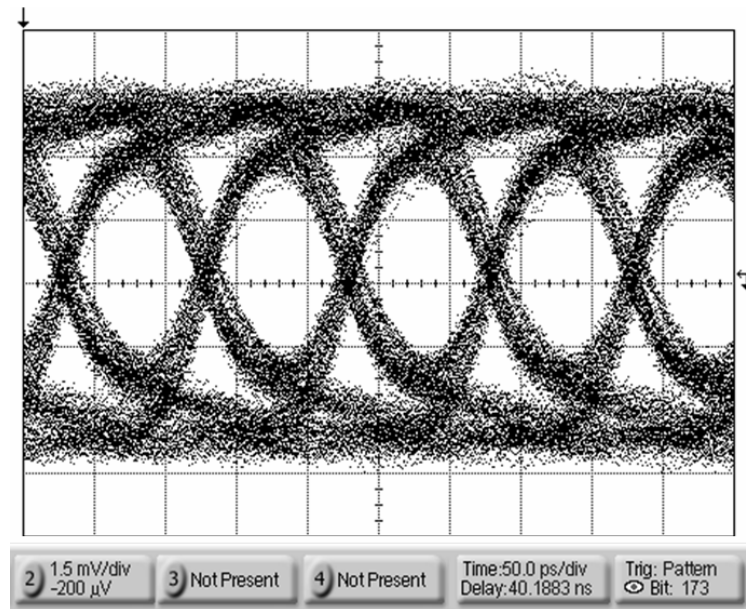 2
1.5 mV/div
-200 µV
3 Not Present
4 Not Present
Time:50.0 ps/div
Delay:40.1883 ns
Trig: Pattern
Bit: 173